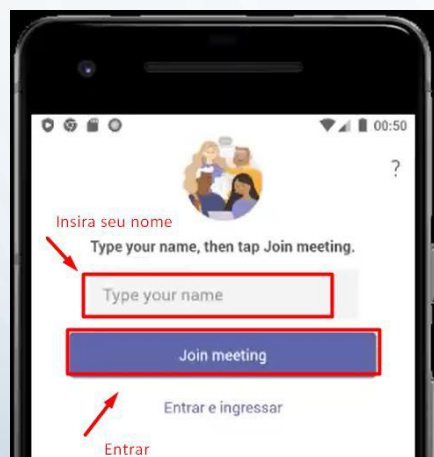 00:50
?
Insira seu nome
Type your name, then tap Join meeting.
Type your name
Join meeting
Entrar e ingressar
Entrar